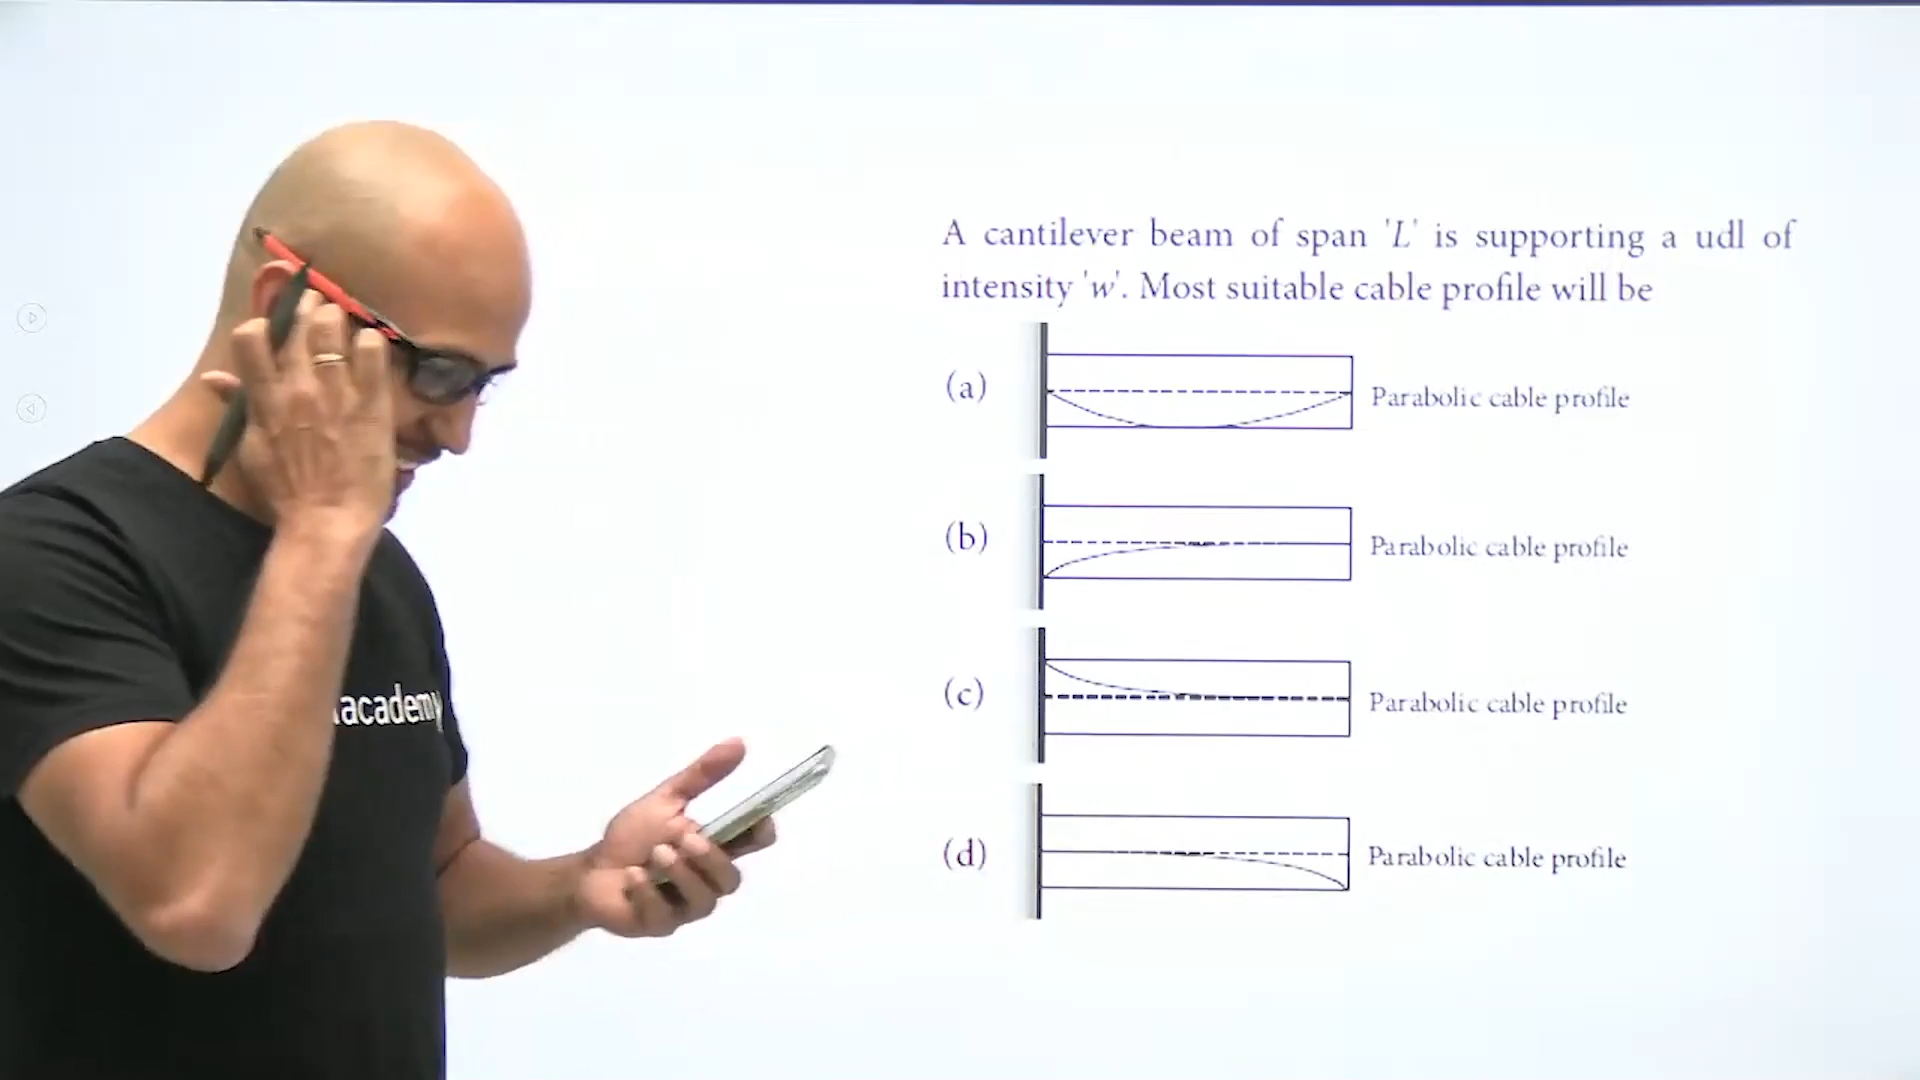 A cantilever beam of span 'L' is supporting a udl of
intensity 'w'. Most suitable cable profile will be
(a) Parabolic cable profile
(b) Parabolic cable profile
(c) Parabolic cable profile
academy
(d) Parabolic cable profile